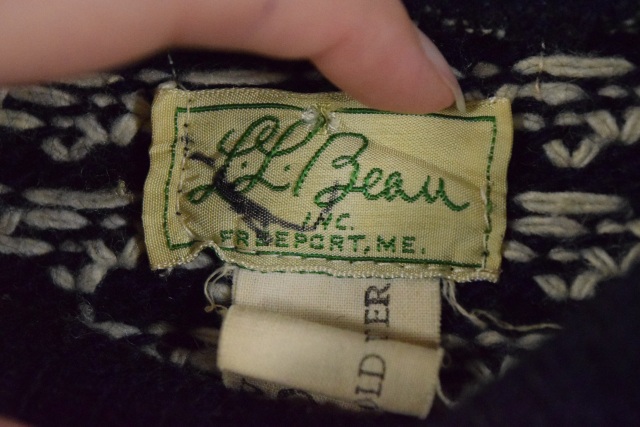 L.L. Bean
INC.
FREEPORT, ME.